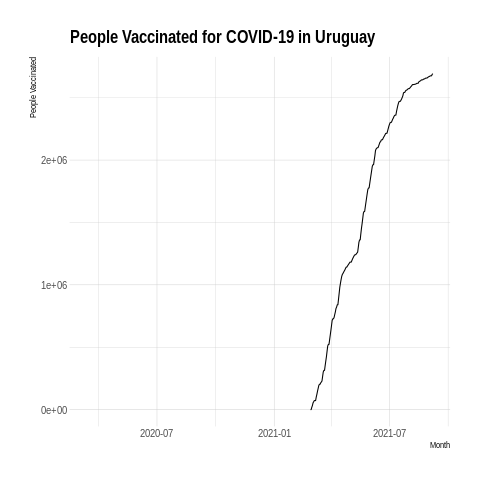 People Vaccinated for COVID-19 in Uruguay
People Vaccinated
2e+06
1e+06
0e+00
2020-07 2021-01 2021-07
Month